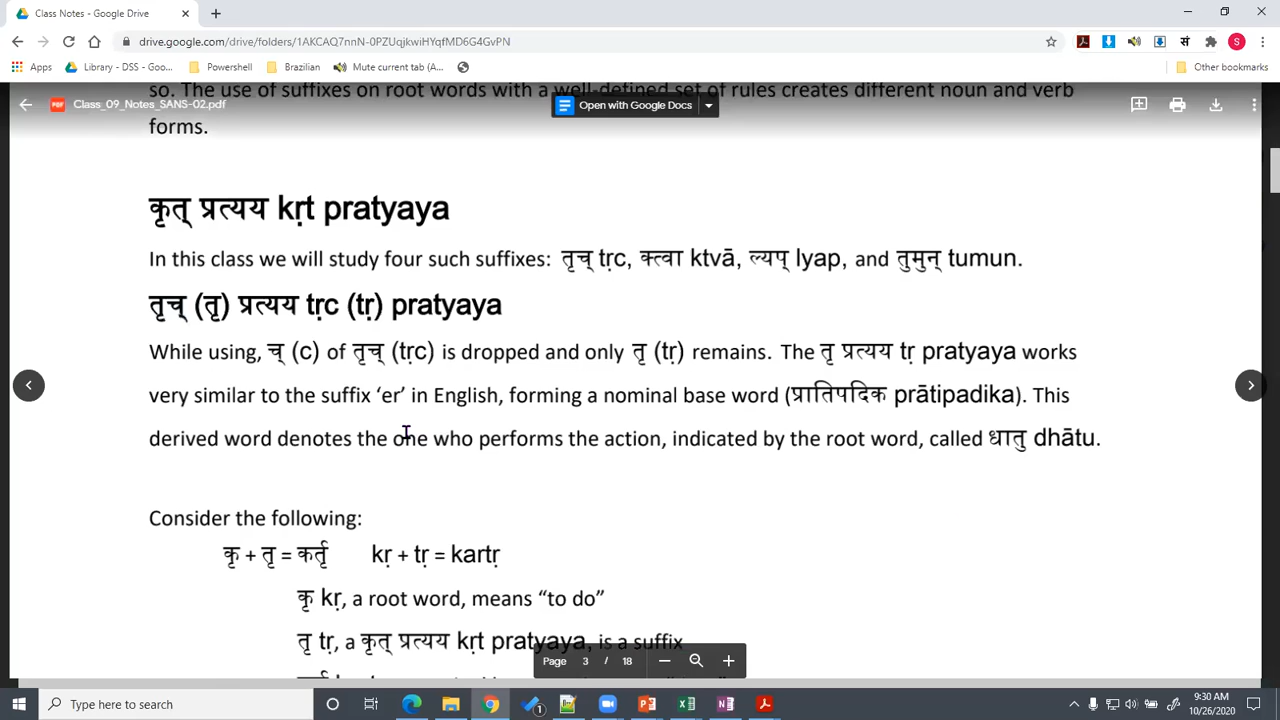 Class Notes - Google Drive
drive.google.com/drive/folders/1AKCAQ7nnN-0PZUqjkwiHYqfMD6G4GvPN
Apps Library - DSS - Goo... Powershell Brazilian Mute current tab (A... Other bookmarks
so. The use of suffixes on root words with a well-defined set of rules creates different noun and verb
Class_09_Notes_SANS-02.pdf Open with Google Docs
forms.
कृत् प्रत्यय kṛt pratyaya
In this class we will study four such suffixes: तृच् tṛc, क्त्वा ktvā, ल्यप् lyap, and तुमुन् tumun.
तृच् (तृ) प्रत्यय tṛc (tṛ) pratyaya
While using, च् (c) of तृच् (tṛc) is dropped and only तृ (tṛ) remains. The तृ प्रत्यय tṛ pratyaya works
very similar to the suffix ‘er’ in English, forming a nominal base word (प्रातिपदिक prātipadika). This
derived word denotes the one who performs the action, indicated by the root word, called धातु dhātu.
Consider the following:
कृ + तृ = कर्तृ kṛ + tṛ = kartṛ
कृ kṛ, a root word, means “to do”
तृ tṛ, a कृत् प्रत्यय kṛt pratyaya, is a suffix
Page 3 / 18
Type here to search
9:30 AM
10/26/2020